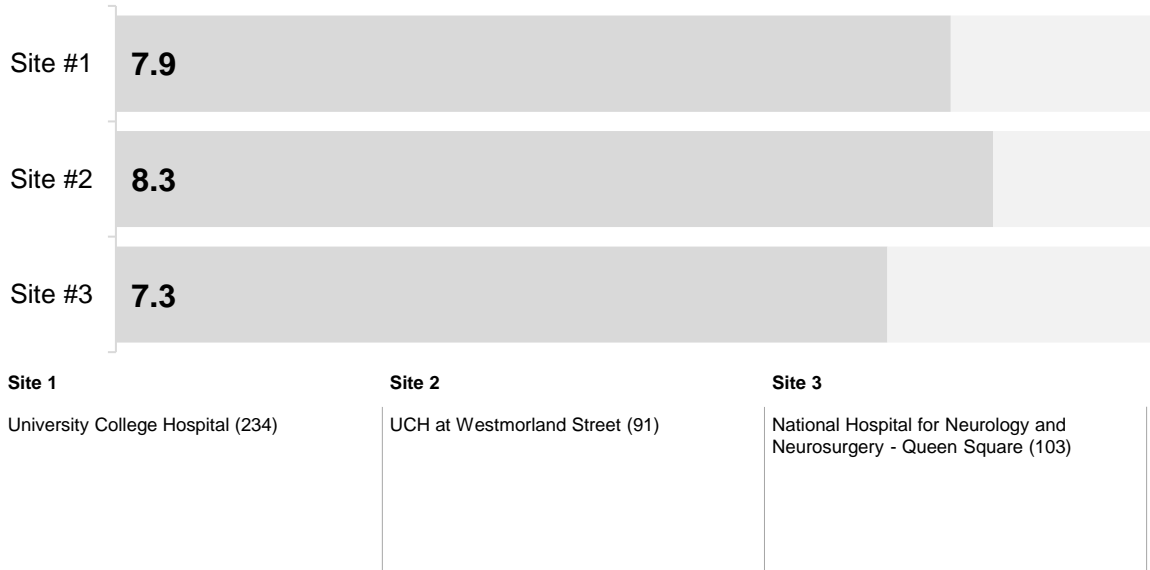 Site #1
7.9
Site #2
8.3
Site #3
7.3
Site 1
Site 2
Site 3
University College Hospital (234)
UCH at Westmorland Street (91)
National Hospital for Neurology and
Neurosurgery - Queen Square (103)